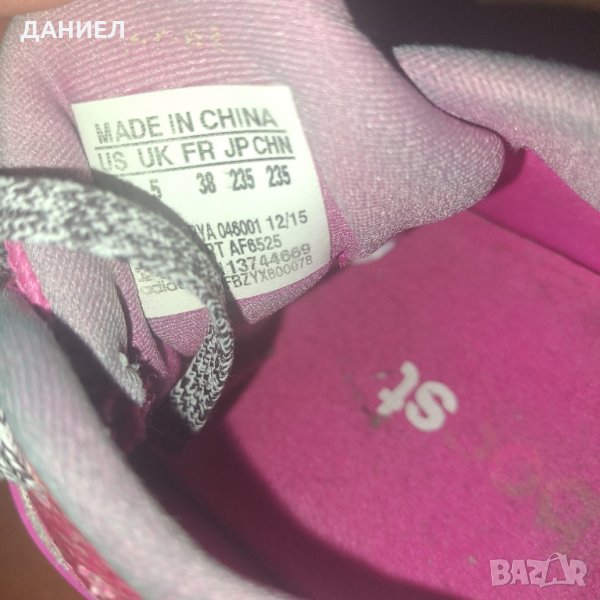 ДАНИЕЛ
MADE IN CHINA
US UK FR JP CHN
5 38 235 235
046001 12/15
AF6525
13744669
st
BAZAR